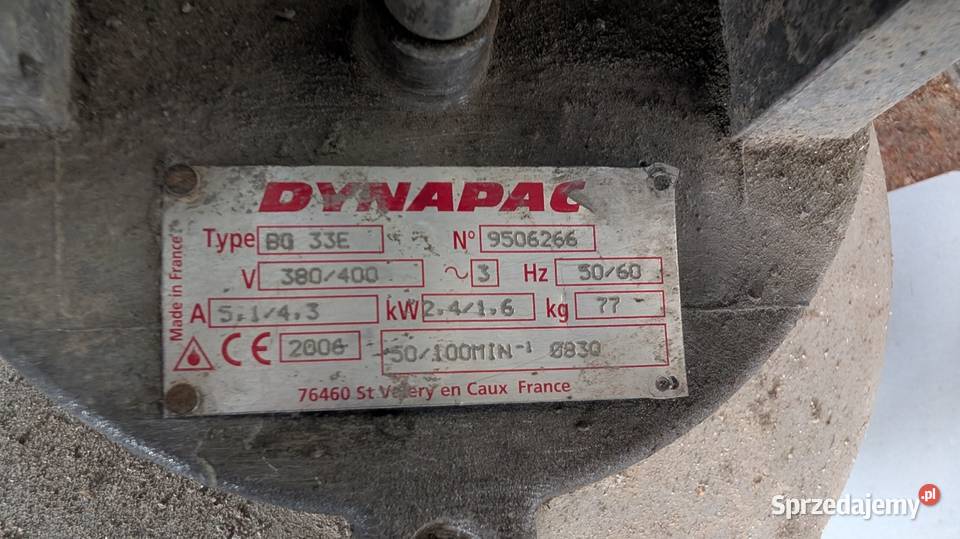 DYNAPAC
Type BG 33E N° 9506266
V 380/400 ~ 3 Hz 50/60
A 5.1/4.3 kW 2.4/1.6 kg 77
CE 2006 50/100MIN-1 Ø830
76460 St Valery en Caux France
Made in France
Sprzedajemy.pl